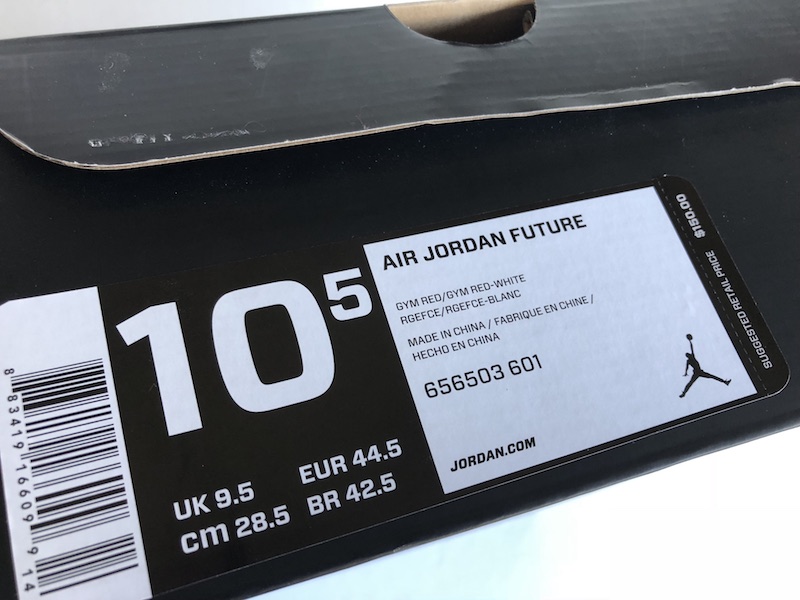 10⁵
UK 9.5
EUR 44.5
cm 28.5
BR 42.5
AIR JORDAN FUTURE
GYM RED/GYM RED-WHITE
RGEFCE/RGEFCE-BLANC
MADE IN CHINA / FABRIQUE EN CHINE /
HECHO EN CHINA
656503 601
JORDAN.COM
SUGGESTED RETAIL PRICE $150.00
8 83419 16609 9 14